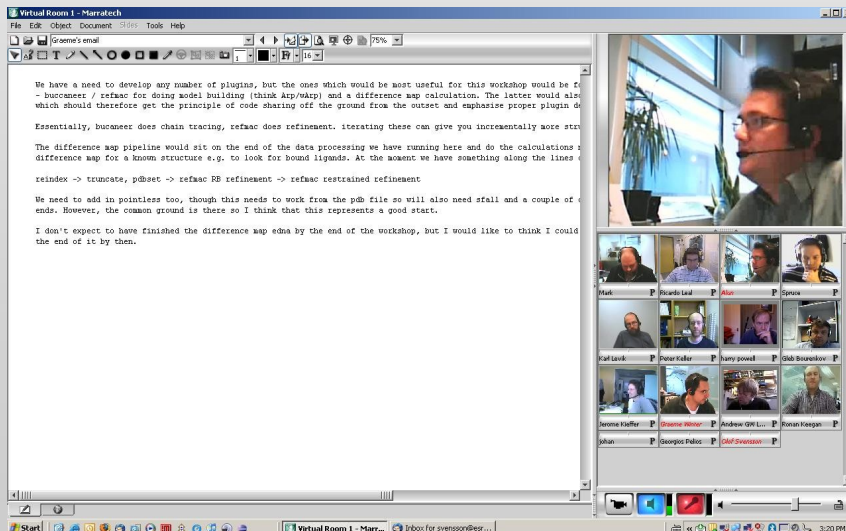 Virtual Room 1 - Marratech
File Edit Object Document Slides Tools Help
Graeme's email
75%
1
16
We have a need to develop any number of plugins, but the ones which would be most useful for this workshop would be fo
- buccaneer / refmac for doing model building (think Arp/wArp) and a difference map calculation. The latter would also
which should therefore get the principle of code sharing off the ground from the outset and emphasise proper plugin de
Essentially, bucaneer does chain tracing, refmac does refinement. iterating these can give you incrementally more stru
The difference map pipeline would sit on the end of the data processing we have running here and do the calculations
difference map for a known structure e.g. to look for bound ligands. At the moment we have something along the lines
reindex -> truncate, pdbset -> refmac RB refinement -> refmac restrained refinement
We need to add in pointless too, though this needs to work from the pdb file so will also need sfall and a couple of
ends. However, the common ground is there so I think that this represents a good start.
I don't expect to have finished the difference map edna by the end of the workshop, but I would like to think I could
the end of it by then.
Mark P Ricardo Leal P Alun P Spruce P
Karl Levik P Peter Keller P harry powell P Gleb Bourenkov P
Jerome Kieffer P Graeme Winter P Andrew GW L... P Ronan Keegan P
johan P Georgios Pelios P Olof Svensson P
Start
Virtual Room 1 - Marr...
Inbox for svensson@esr...
3:20 PM